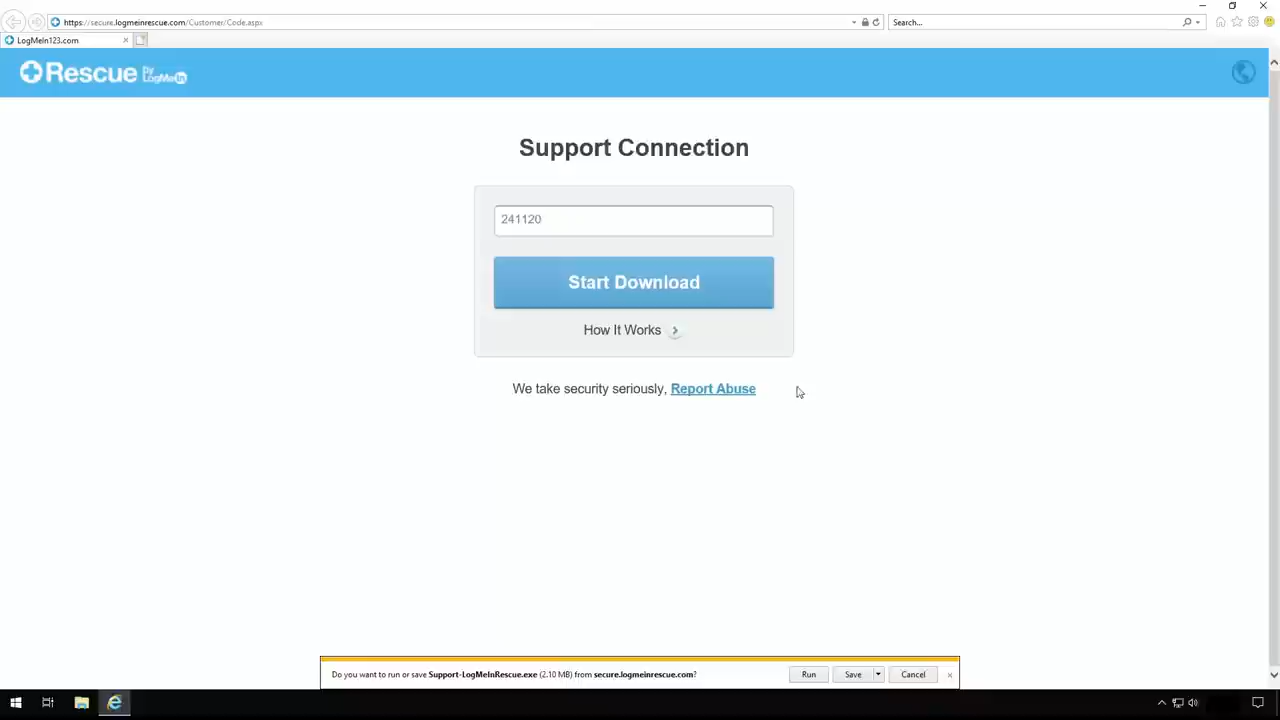 https://secure.logmeinrescue.com/Customer/Code.aspx
Search...
LogMeIn123.com
Rescue by LogMeIn
Support Connection
241120
Start Download
How It Works
We take security seriously, Report Abuse
Do you want to run or save Support-LogMeInRescue.exe (2.10 MB) from secure.logmeinrescue.com?
Run
Save
Cancel